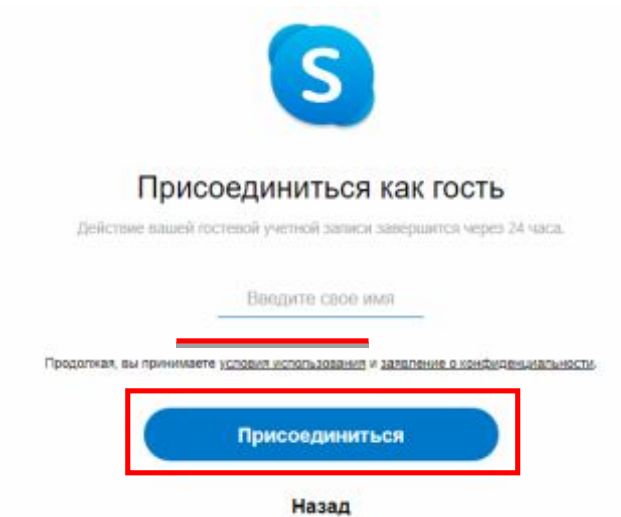 S
Присоединиться как гость
Действие вашей гостевой учетной записи завершится через 24 часа.
Введите свое имя
Продолжая, вы принимаете условия использования и заявление о конфиденциальности.
Присоединиться
Назад